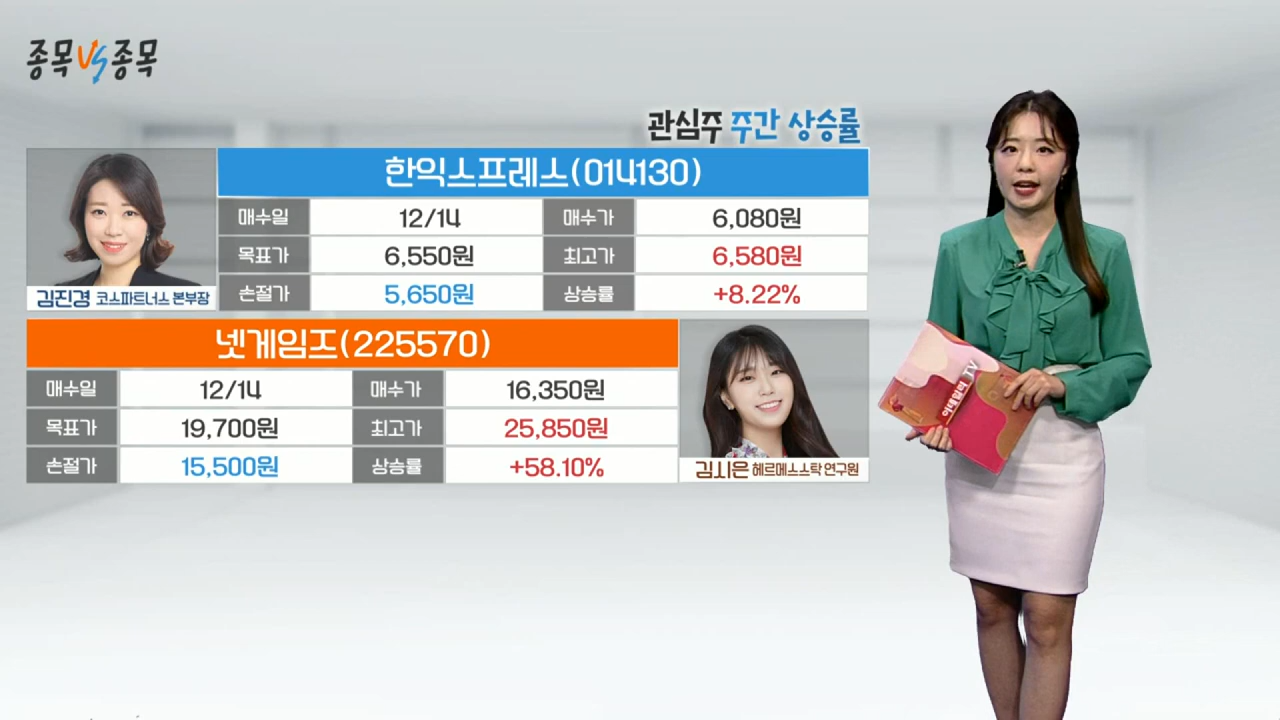 종목 VS 종목
관심주 주간 상승률
한익스프레스(014130)
매수일 12/14 매수가 6,080원
목표가 6,550원 최고가 6,580원
손절가 5,650원 상승률 +8.22%
김진경 코스파트너스 본부장
넷게임즈(225570)
매수일 12/14 매수가 16,350원
목표가 19,700원 최고가 25,850원
손절가 15,500원 상승률 +58.10%
김시은 헤르메스스탁 연구원
이데일리 TV